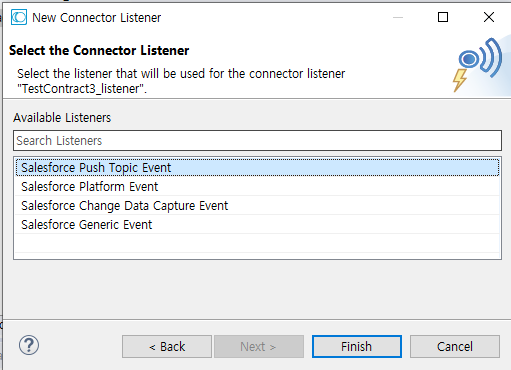 New Connector Listener
Select the Connector Listener
Select the listener that will be used for the connector listener
"TestContract3_listener".
Available Listeners
Search Listeners
Salesforce Push Topic Event
Salesforce Platform Event
Salesforce Change Data Capture Event
Salesforce Generic Event
?
< Back
Next >
Finish
Cancel